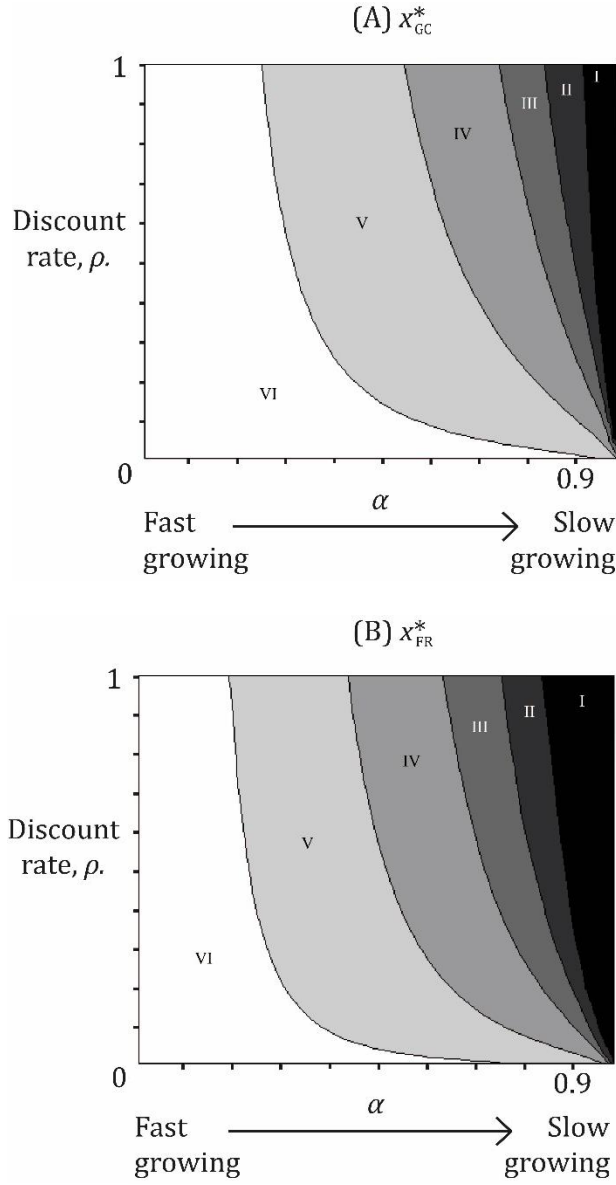 (A) x*GC
1
I
II
III
IV
V
Discount
rate, ρ.
VI
0
0.9
α
Fast
growing
Slow
growing
(B) x*FR
1
I
II
III
IV
V
Discount
rate, ρ.
VI
0
0.9
α
Fast
growing
Slow
growing